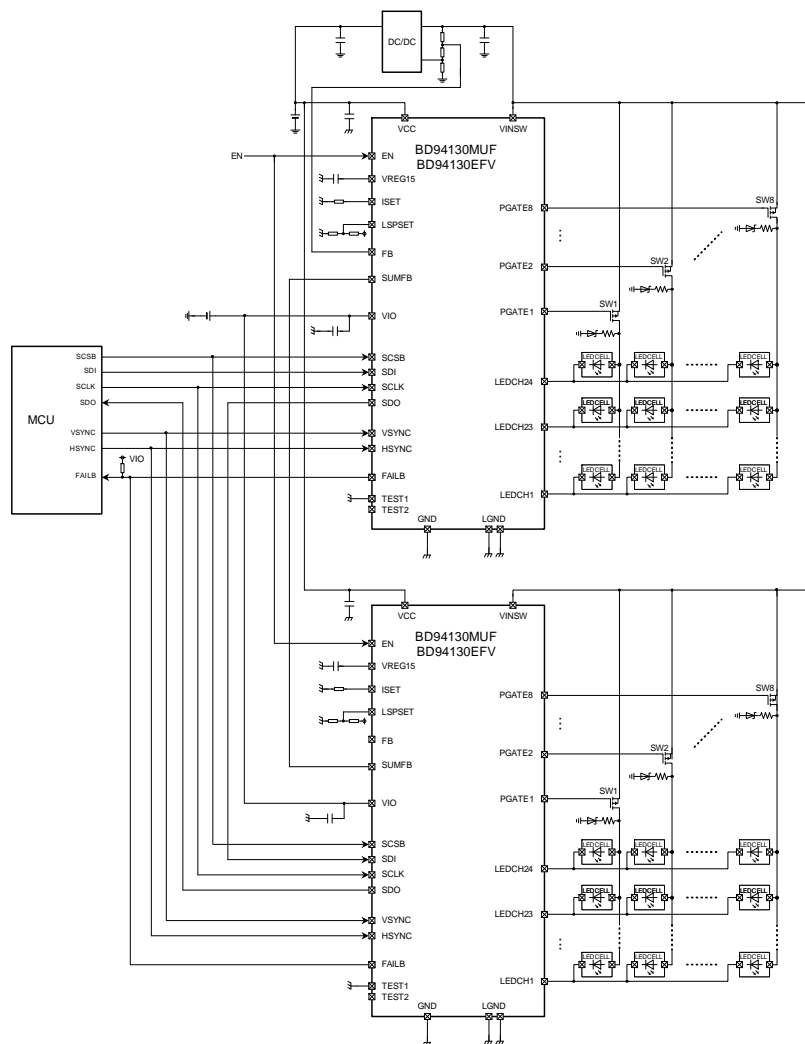 DC/DC
VCC
VINSW
BD94130MUF
BD94130EFV
EN
EN
VREG15
ISET
LSPSET
FB
SUMFB
VIO
SCSB
SDI
SCLK
SDO
VSYNC
HSYNC
FAILB
TEST1
TEST2
GND
LGND
PGATE8
PGATE2
PGATE1
LEDCH24
LEDCH23
LEDCH1
SW8
SW2
SW1
LEDCELL
LEDCELL
LEDCELL
LEDCELL
LEDCELL
LEDCELL
LEDCELL
LEDCELL
LEDCELL
MCU
SCSB
SDI
SCLK
SDO
VSYNC
HSYNC
FAILB
VIO
VCC
VINSW
BD94130MUF
BD94130EFV
EN
VREG15
ISET
LSPSET
FB
SUMFB
VIO
SCSB
SDI
SCLK
SDO
VSYNC
HSYNC
FAILB
TEST1
TEST2
GND
LGND
PGATE8
PGATE2
PGATE1
LEDCH24
LEDCH23
LEDCH1
SW8
SW2
SW1
LEDCELL
LEDCELL
LEDCELL
LEDCELL
LEDCELL
LEDCELL
LEDCELL
LEDCELL
LEDCELL